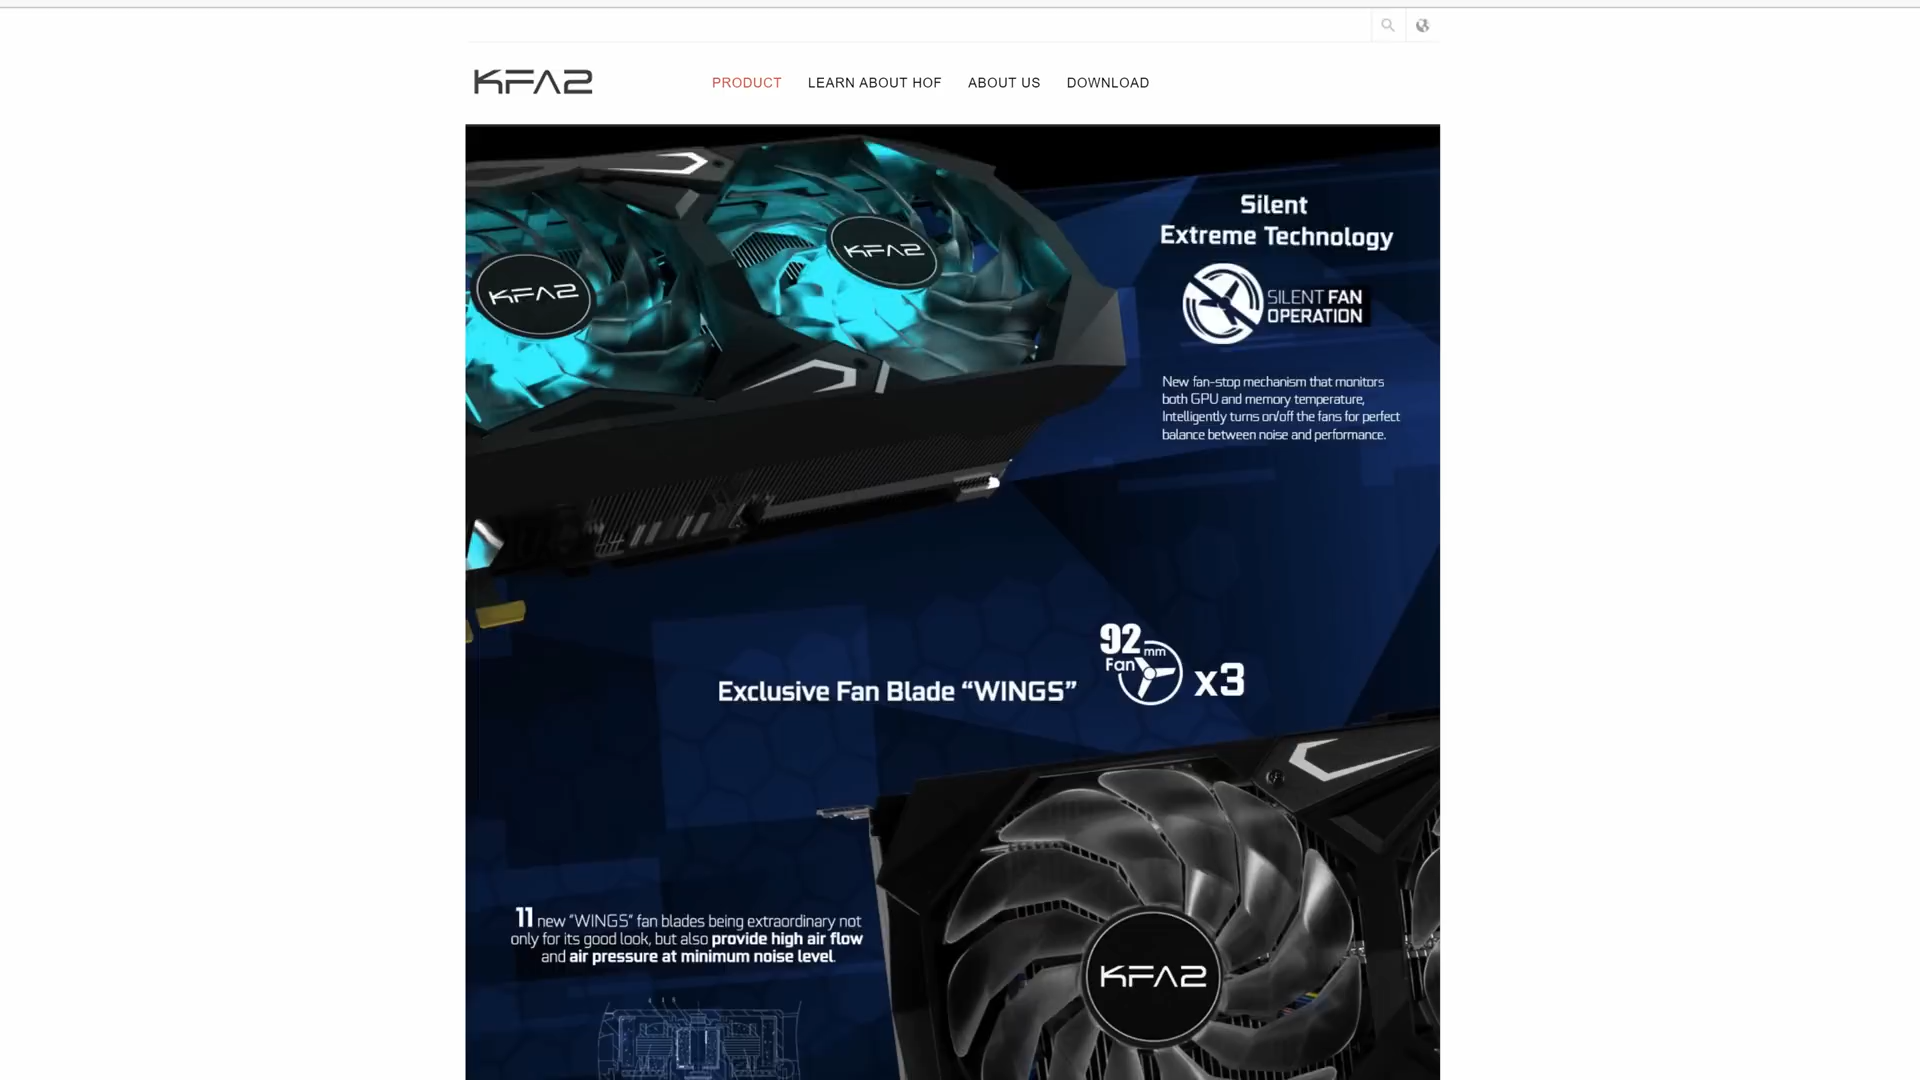 KFA2
PRODUCT
LEARN ABOUT HOF
ABOUT US
DOWNLOAD
KFA2
KFA2
Silent
Extreme Technology
SILENT FAN
OPERATION
New fan-stop mechanism that monitors
both GPU and memory temperature,
Intelligently turns on/off the fans for perfect
balance between noise and performance.
92
mm
Fan
x3
Exclusive Fan Blade “WINGS”
11 new “WINGS” fan blades being extraordinary not
only for its good look, but also provide high air flow
and air pressure at minimum noise level.
KFA2